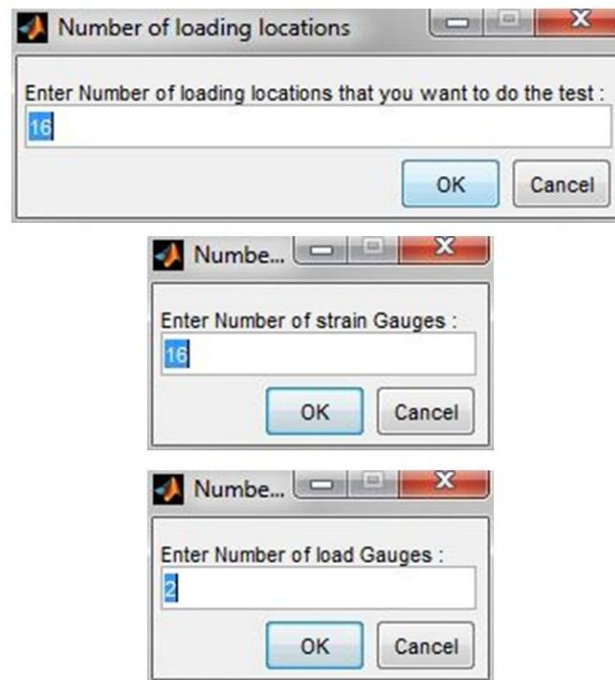 Number of loading locations
Enter Number of loading locations that you want to do the test :
16
OK Cancel
Numbe...
Enter Number of strain Gauges :
16
OK Cancel
Numbe...
Enter Number of load Gauges :
2
OK Cancel